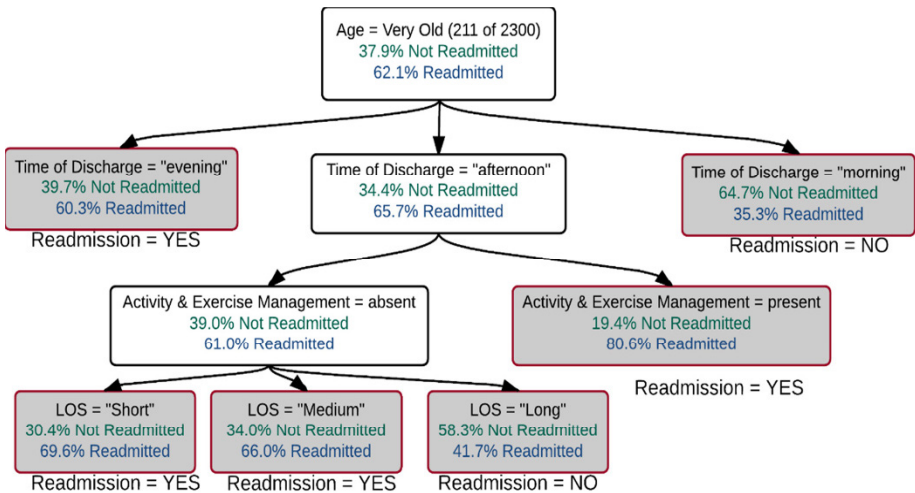 Age = Very Old (211 of 2300)
37.9% Not Readmitted
62.1% Readmitted
Time of Discharge = "evening"
39.7% Not Readmitted
60.3% Readmitted
Readmission = YES
Time of Discharge = "afternoon"
34.4% Not Readmitted
65.7% Readmitted
Time of Discharge = "morning"
64.7% Not Readmitted
35.3% Readmitted
Readmission = NO
Activity & Exercise Management = absent
39.0% Not Readmitted
61.0% Readmitted
Activity & Exercise Management = present
19.4% Not Readmitted
80.6% Readmitted
Readmission = YES
LOS = "Short"
30.4% Not Readmitted
69.6% Readmitted
Readmission = YES
LOS = "Medium"
34.0% Not Readmitted
66.0% Readmitted
Readmission = YES
LOS = "Long"
58.3% Not Readmitted
41.7% Readmitted
Readmission = NO